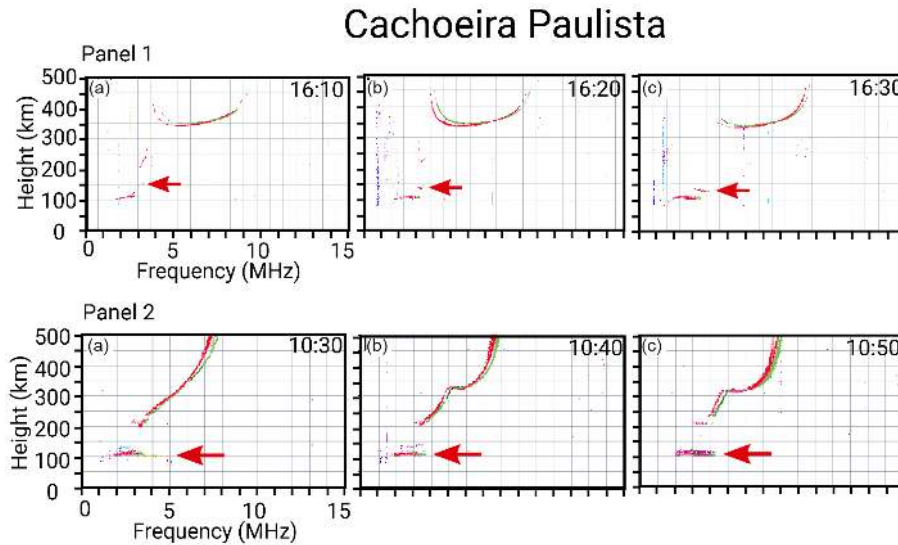 Cachoeira Paulista
Panel 1
Height (km)
500
400
300
200
100
0
(a) 16:10
(b) 16:20
(c) 16:30
0 5 10 15
Frequency (MHz)
Panel 2
Height (km)
500
400
300
200
100
0
(a) 10:30
(b) 10:40
(c) 10:50
0 5 10 15
Frequency (MHz)